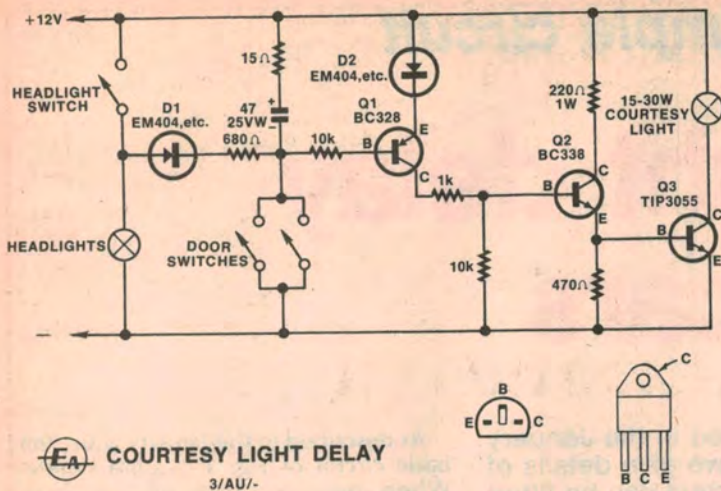 +12V
HEADLIGHT
SWITCH
D1
EM404,etc.
15Ω
+
47
25VW
−
680Ω
10k
D2
EM404,etc.
Q1
BC328
B
E
C
1k
10k
220Ω
1W
Q2
BC338
B
C
E
470Ω
15-30W
COURTESY
LIGHT
Q3
TIP3055
B
C
E
HEADLIGHTS
DOOR
SWITCHES
−
B
E
C
C
B C E
EA
COURTESY LIGHT DELAY
3/AU/-